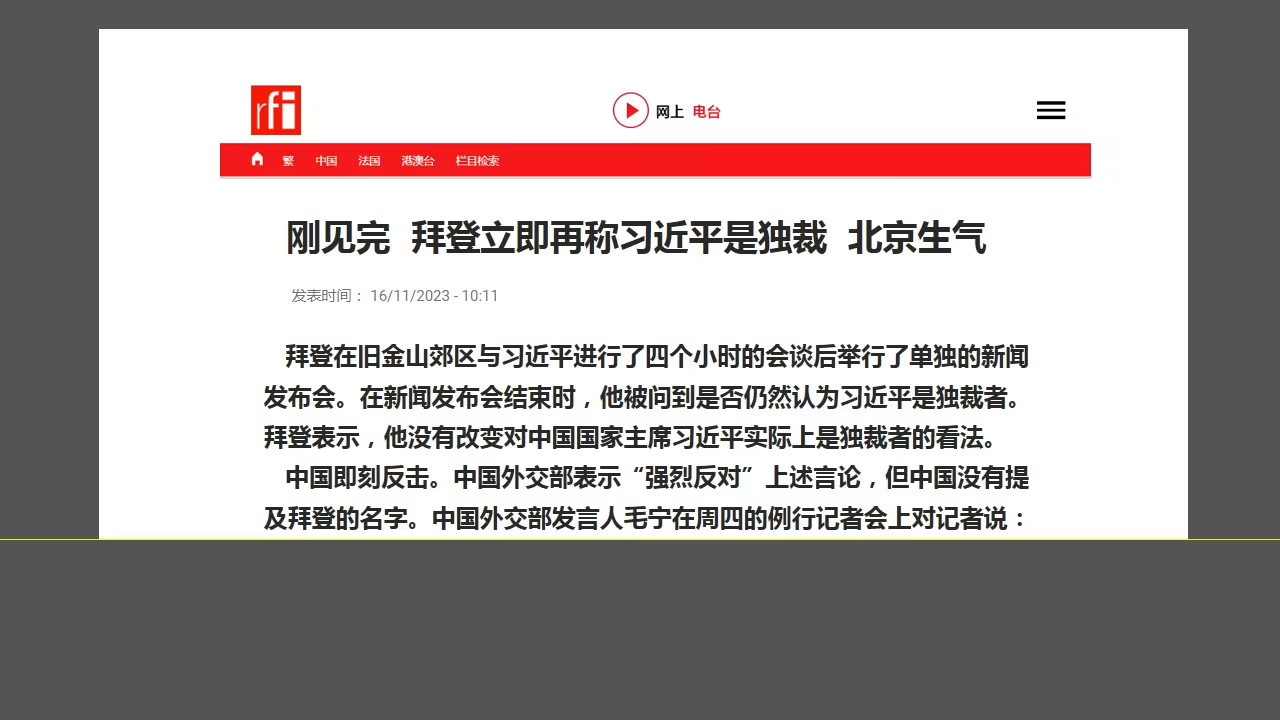 rfi
网上 电台
繁 中国 法国 港澳台 栏目检索
刚见完 拜登立即再称习近平是独裁 北京生气
发表时间： 16/11/2023 - 10:11
拜登在旧金山郊区与习近平进行了四个小时的会谈后举行了单独的新闻
发布会。在新闻发布会结束时，他被问到是否仍然认为习近平是独裁者。
拜登表示，他没有改变对中国国家主席习近平实际上是独裁者的看法。
中国即刻反击。中国外交部表示“强烈反对”上述言论，但中国没有提
及拜登的名字。中国外交部发言人毛宁在周四的例行记者会上对记者说：